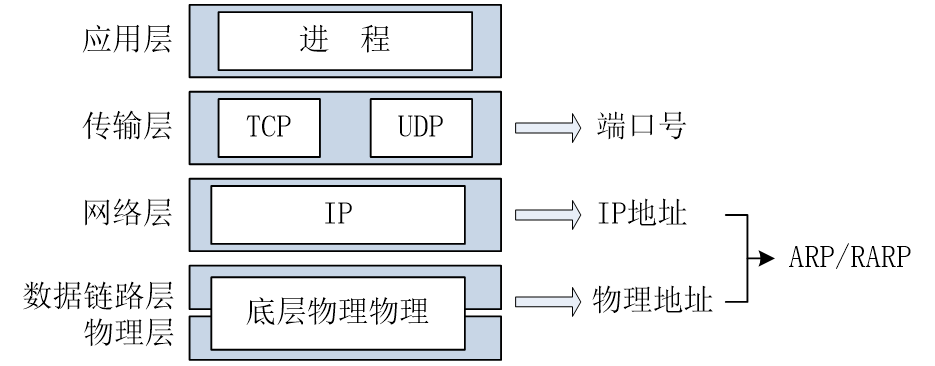 应用层 进 程
传输层 TCP UDP 端口号
网络层 IP IP地址
ARP/RARP
数据链路层 底层物理物理 物理地址
物理层